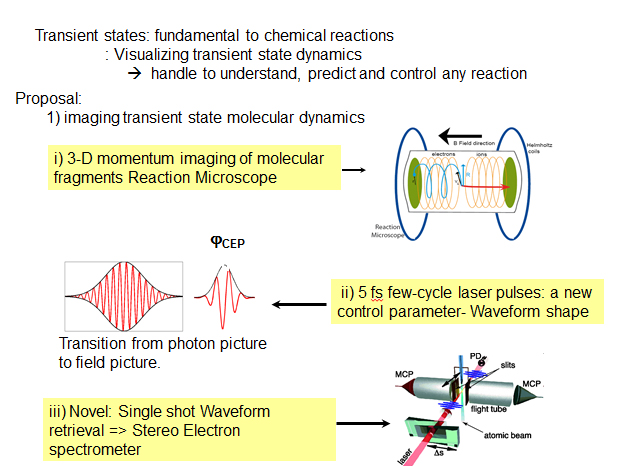 Transient states: fundamental to chemical reactions
: Visualizing transient state dynamics
→ handle to understand, predict and control any reaction
Proposal:
1) imaging transient state molecular dynamics
i) 3-D momentum imaging of molecular
fragments Reaction Microscope
B Field direction
Helmholtz
coils
electrons
ions
Reaction
Microscope
φCEP
ii) 5 fs few-cycle laser pulses: a new
control parameter- Waveform shape
Transition from photon picture
to field picture.
iii) Novel: Single shot Waveform
retrieval => Stereo Electron
spectrometer
PD
slits
MCP
MCP
flight tube
atomic beam
Δs
laser